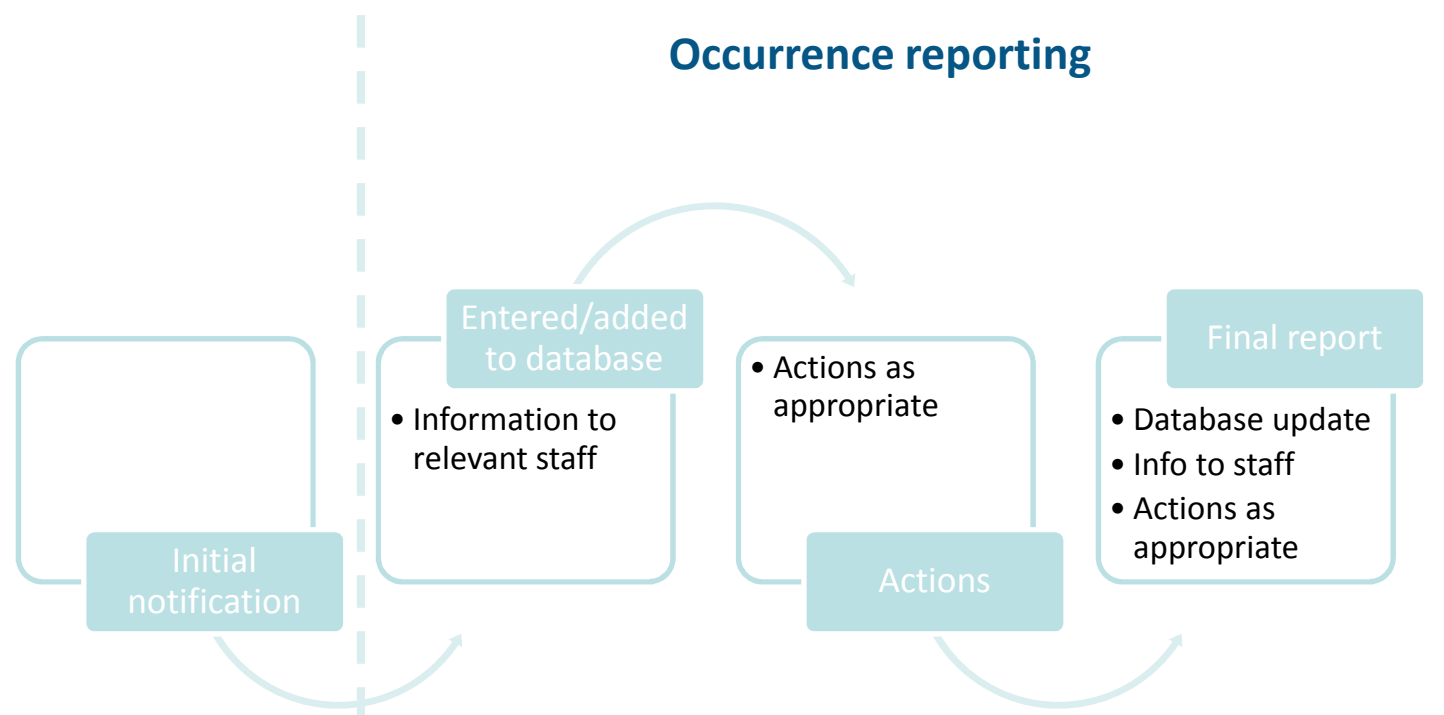 Occurrence reporting
Initial
notification
Entered/added
to database
• Information to
relevant staff
• Actions as
appropriate
Actions
Final report
• Database update
• Info to staff
• Actions as
appropriate